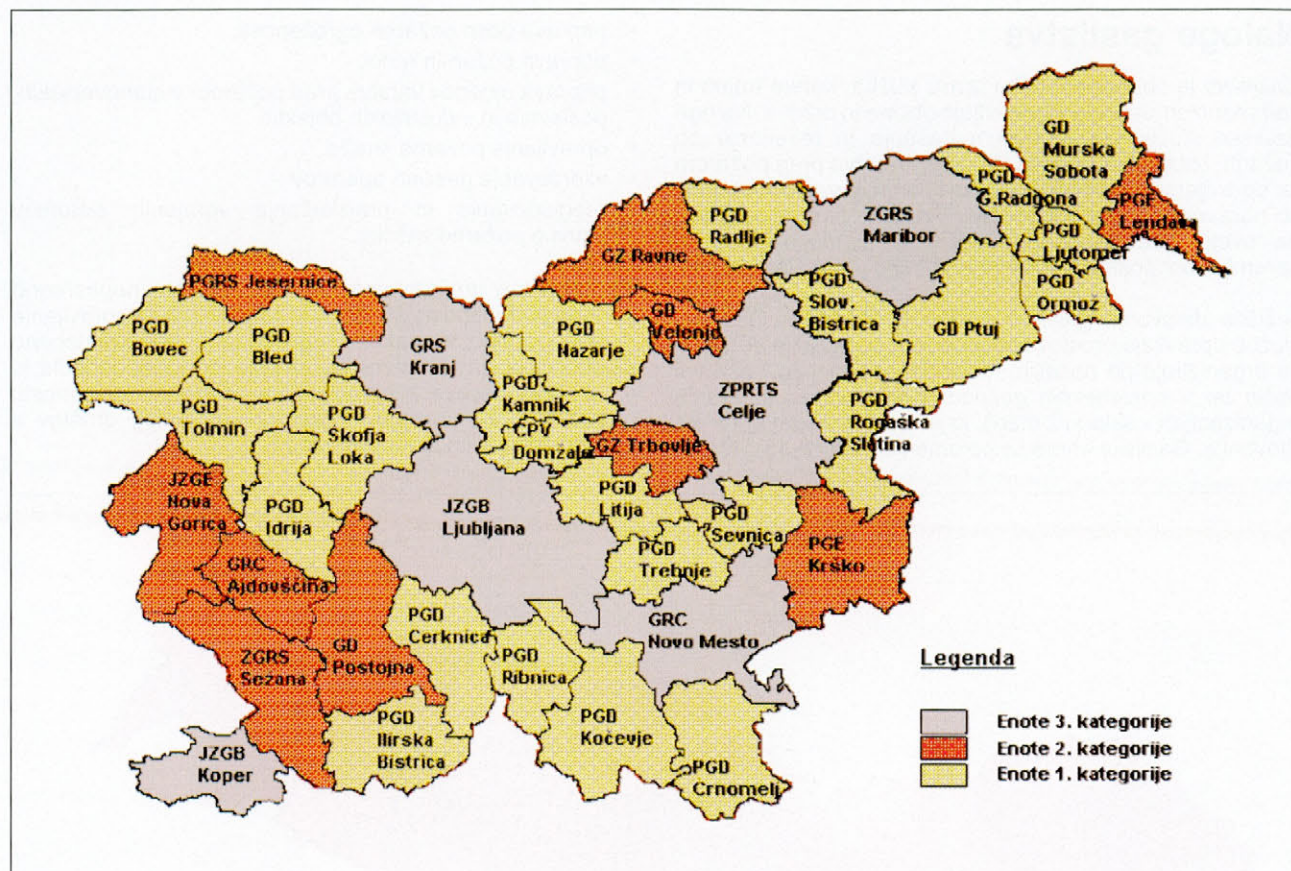 GD
Murska
Sobota
PGD
G.Radgona
PGE
Lendava
PGD
Ljutomer
PGD
Ormož
ZGRS
Maribor
PGD
Radlje
GZ Ravne
GD
Velenje
PGD
Slov.
Bistrica
GD Ptuj
PGRS Jesernice
PGD
Bovec
PGD
Bled
GRS
Kranj
PGD
Nazarje
PGD
Kamnik
CPV
Domžale
ZPRTS
Celje
PGD
Rogaška
Slatina
PGD
Tolmin
PGD
Škofja
Loka
GZ Trbovlje
JZGE
Nova
Gorica
PGD
Idrija
JZGB
Ljubljana
PGD
Litija
PGD
Sevnica
PGE
Krško
GRC
Ajdovščina
PGD
Trebnje
GRC
Novo Mesto
PGD
Cerknica
ZGRS
Sezana
GD
Postojna
PGD
Ribnica
PGD
Ilirska
Bistrica
PGD
Kočevje
JZGB
Koper
PGD
Črnomelj
Legenda
Enote 3. kategorije
Enote 2. kategorije
Enote 1. kategorije